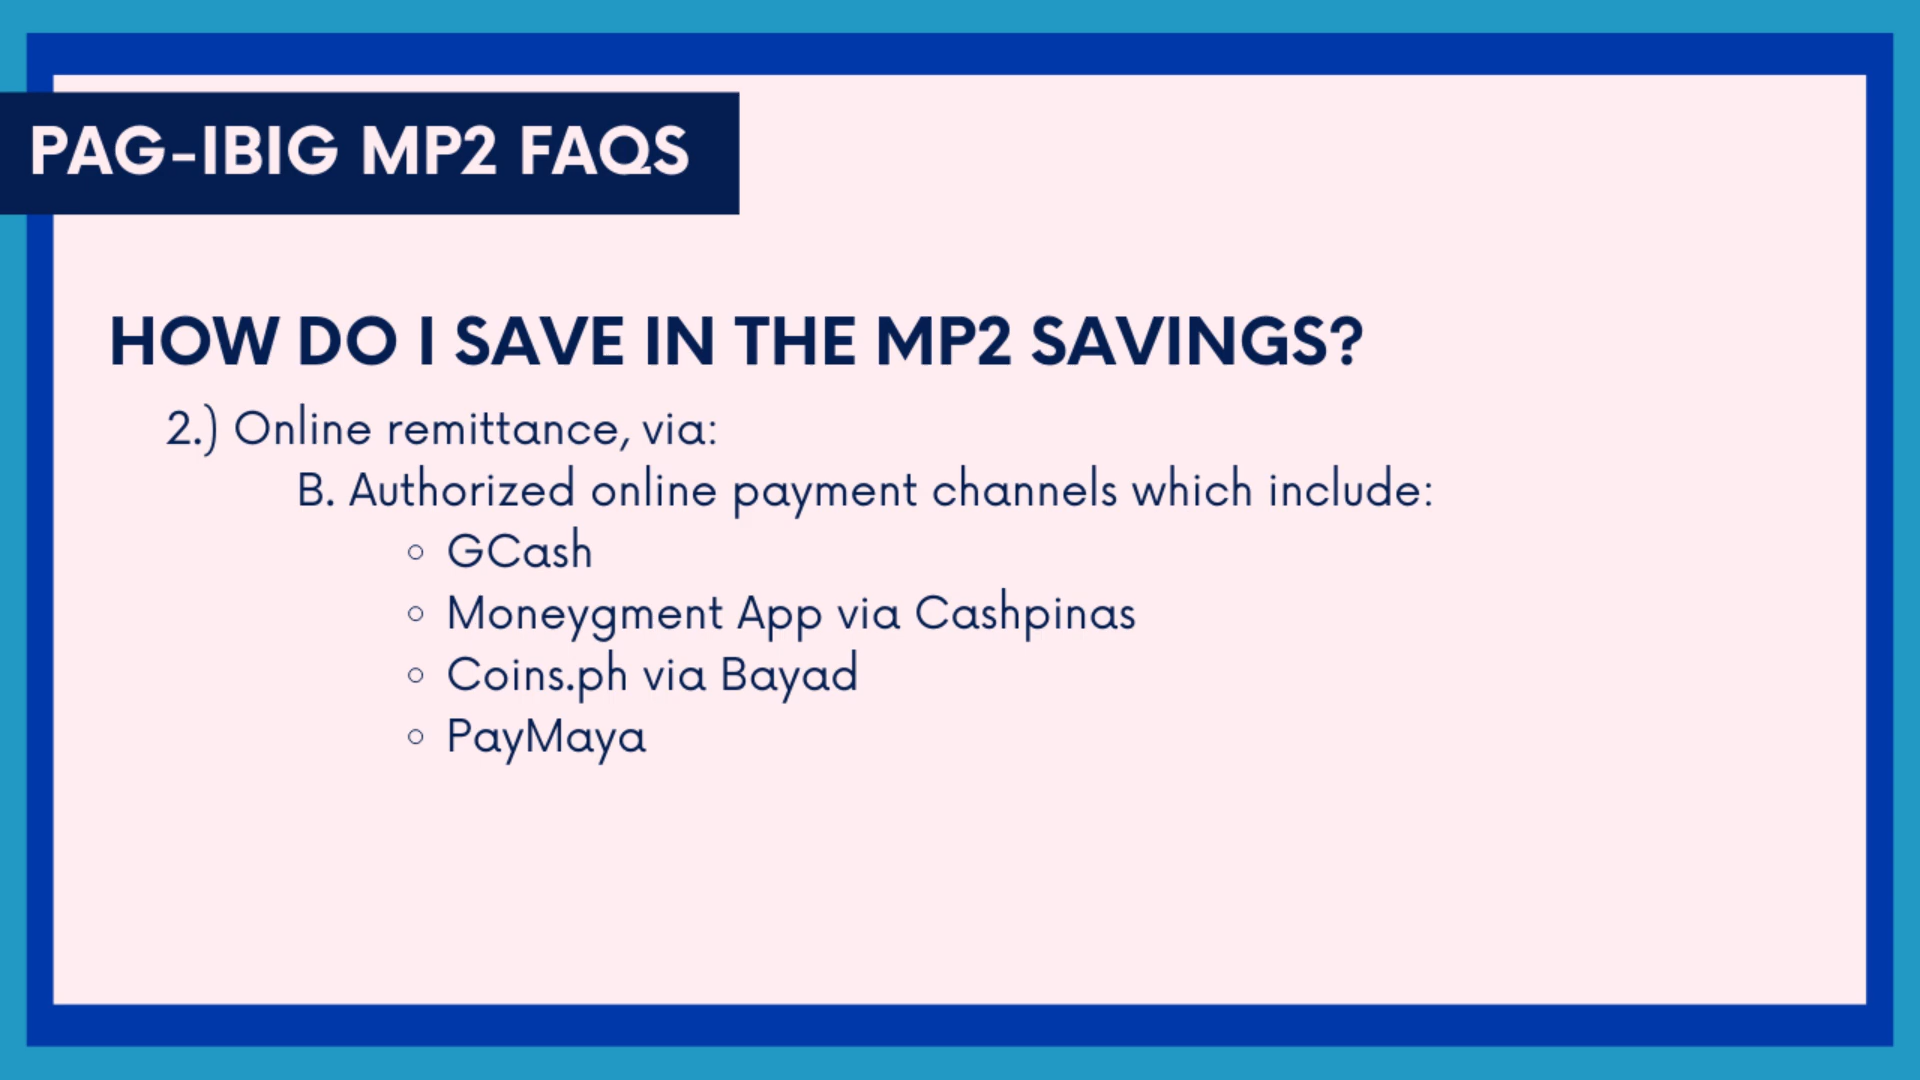 PAG-IBIG MP2 FAQS
HOW DO I SAVE IN THE MP2 SAVINGS?
2.) Online remittance, via:
B. Authorized online payment channels which include:
◦ GCash
◦ Moneygment App via Cashpinas
◦ Coins.ph via Bayad
◦ PayMaya